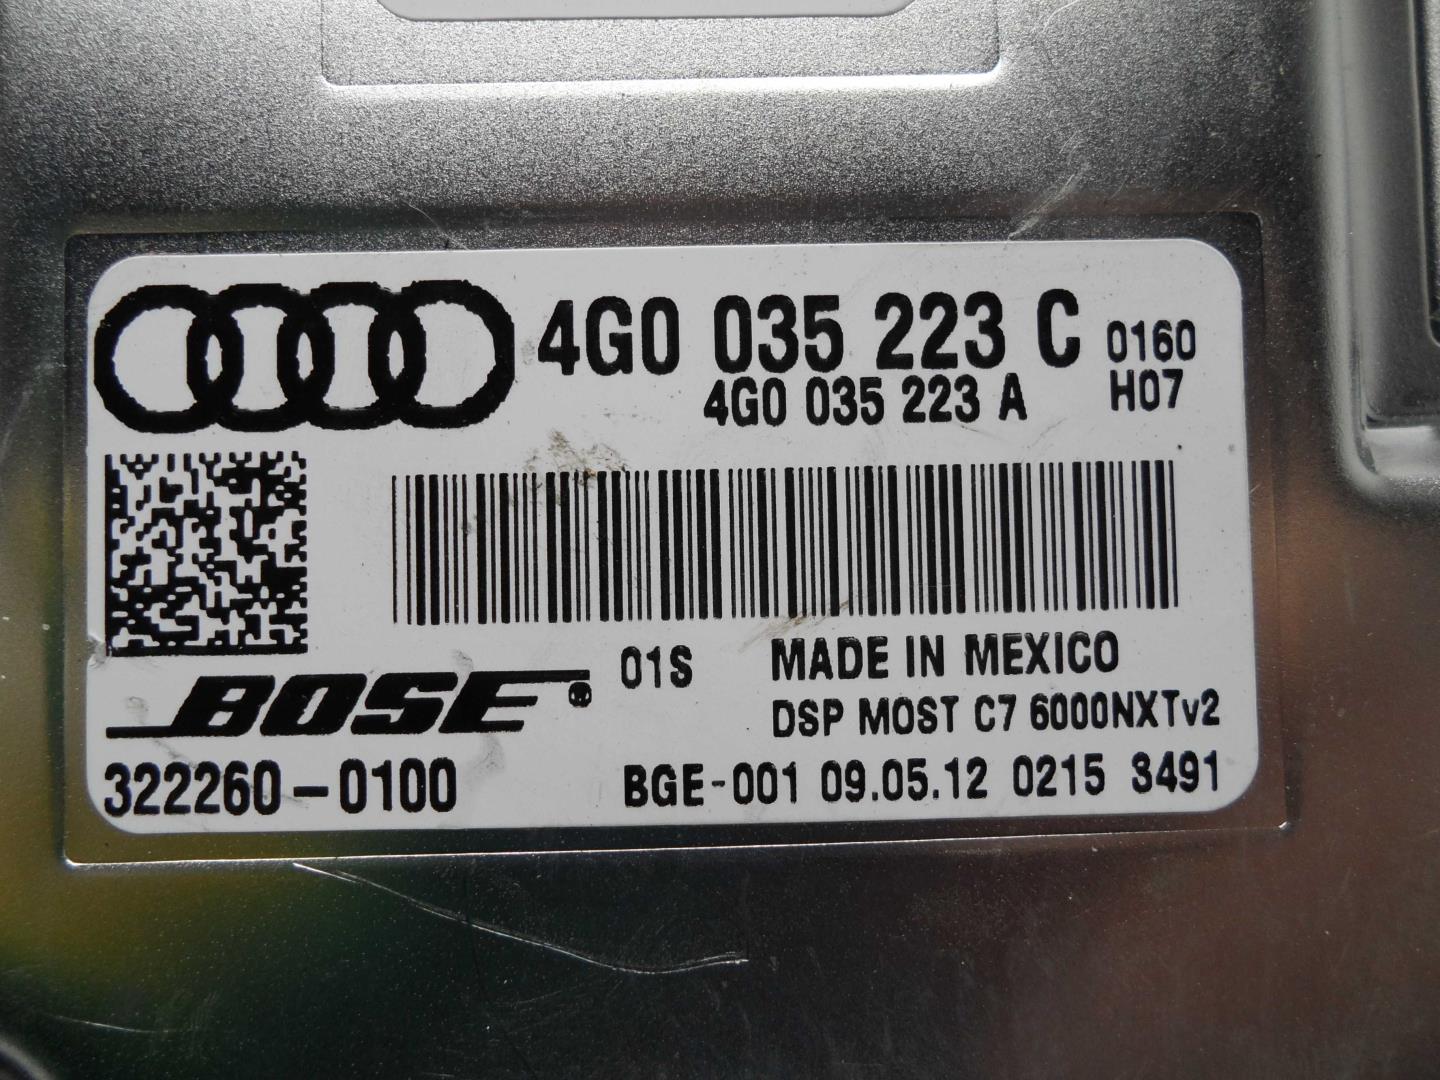 4G0 035 223 C 0160
4G0 035 223 A H07
BOSE® 01S MADE IN MEXICO
DSP MOST C7 6000NXTv2
322260-0100 BGE-001 09.05.12 0215 3491